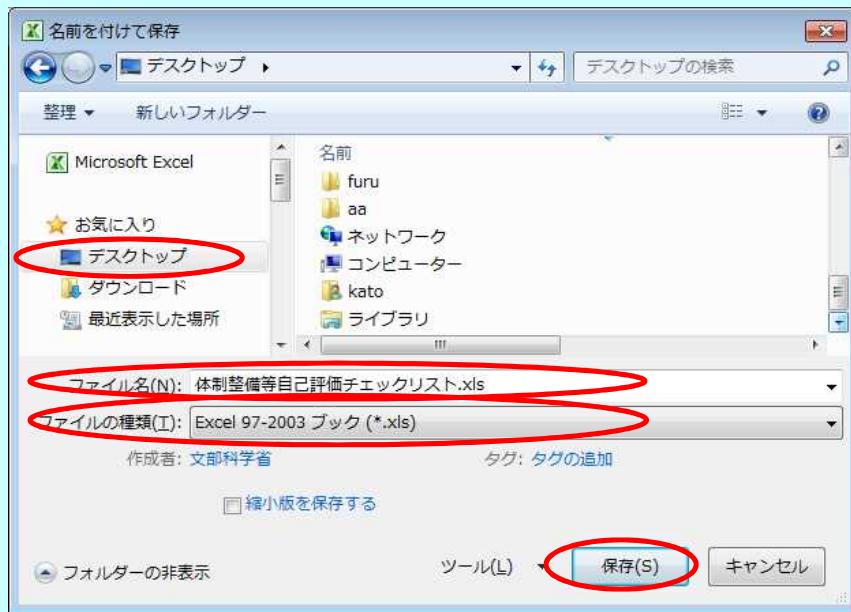 名前を付けて保存
デスクトップ
デスクトップの検索
整理
新しいフォルダー
Microsoft Excel
お気に入り
デスクトップ
ダウンロード
最近表示した場所
名前
furu
aa
ネットワーク
コンピューター
kato
ライブラリ
ファイル名(N): 体制整備等自己評価チェックリスト.xls
ファイルの種類(T): Excel 97-2003 ブック (*.xls)
作成者: 文部科学省 タグ: タグの追加
縮小版を保存する
フォルダーの非表示 ツール(L) 保存(S) キャンセル